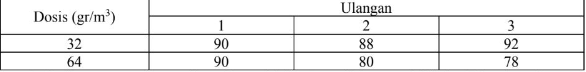 Dosis (gr/m³) Ulangan
1 2 3
32 90 88 92
64 90 80 78